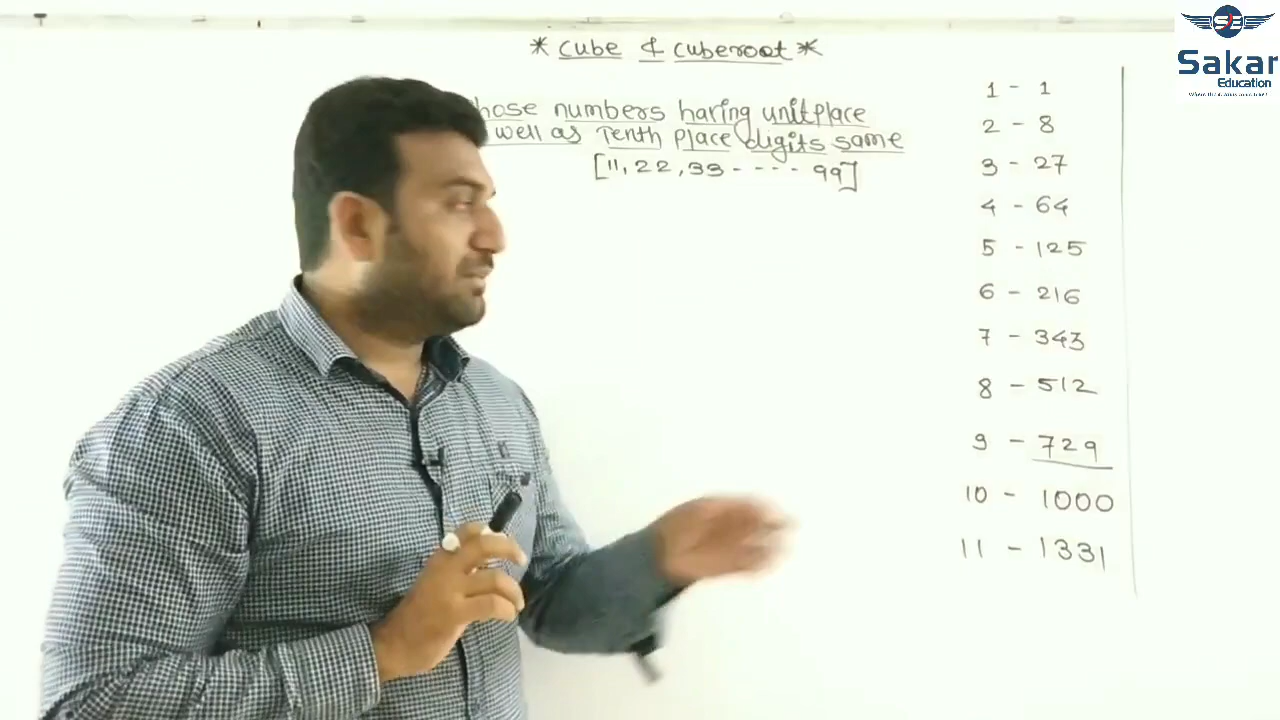 * cube & cuberoot *
numbers having unitplace
well as Tenth place digits same
[11, 22, 33 - - - - 99]
1 - 1
2 - 8
3 - 27
4 - 64
5 - 125
6 - 216
7 - 343
8 - 512
9 - 729
10 - 1000
11 - 1331
SE
Sakar
Education